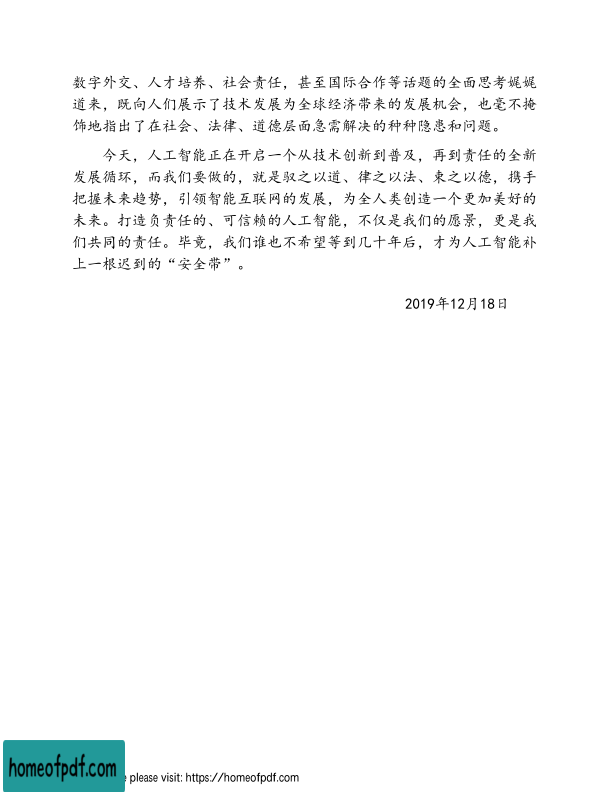 数字外交、人才培养、社会责任，甚至国际合作等话题的全面思考娓娓
道来，既向人们展示了技术发展为全球经济带来的发展机会，也毫不掩
饰地指出了在社会、法律、道德层面急需解决的种种隐患和问题。
今天，人工智能正在开启一个从技术创新到普及，再到责任的全新
发展循环，而我们要做的，就是驭之以道、律之以法、束之以德，携手
把握未来趋势，引领智能互联网的发展，为全人类创造一个更加美好的
未来。打造负责任的、可信赖的人工智能，不仅是我们的愿景，更是我
们共同的责任。毕竟，我们谁也不希望等到几十年后，才为人工智能补
上一根迟到的“安全带”。
2019年12月18日
homeofpdf.com
e please visit: https://homeofpdf.com